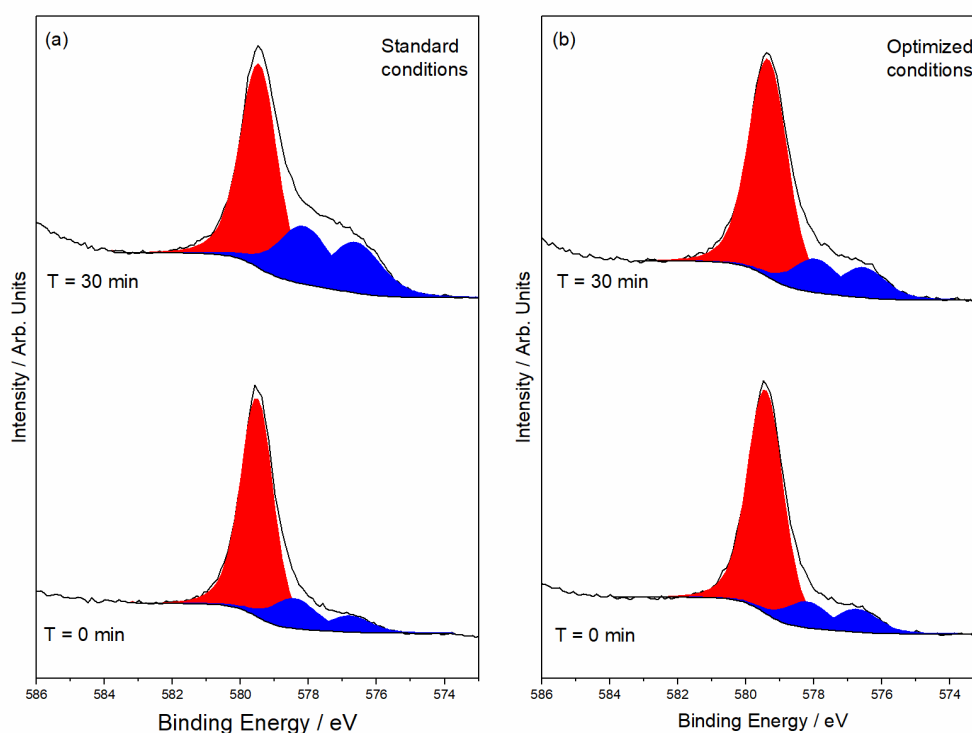 (a)
Standard
conditions
T = 30 min
T = 0 min
Intensity / Arb. Units
586 584 582 580 578 576 574
Binding Energy / eV
(b)
Optimized
conditions
T = 30 min
T = 0 min
Intensity / Arb. Units
586 584 582 580 578 576 574
Binding Energy / eV